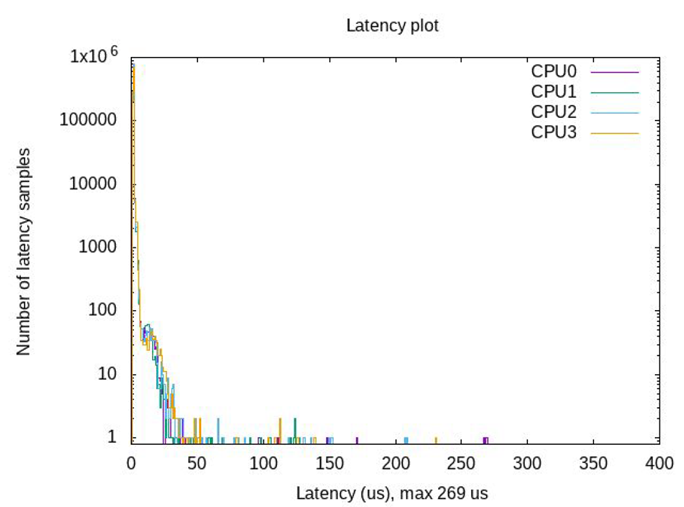 Latency plot
Number of latency samples
1x10^6
100000
10000
1000
100
10
1
CPU0
CPU1
CPU2
CPU3
0 50 100 150 200 250 300 350 400
Latency (us), max 269 us